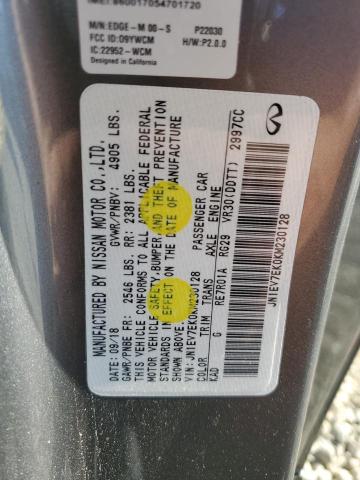 IMEI: 860017054701720
M/N: EDGE-M 00-S P22030
FCC ID: O9YWCM H/W: P2.0.0
IC: 22952-WCM
Designed in California
MANUFACTURED BY NISSAN MOTOR CO.,LTD.
GVWR/PNBV: 4905 LBS.
DATE: 09/18
GAWR/PNBE FR: 2546 LBS. RR: 2381 LBS.
THIS VEHICLE CONFORMS TO ALL APPLICABLE FEDERAL
MOTOR VEHICLE SAFETY,BUMPER,AND THEFT PREVENTION
STANDARDS IN EFFECT ON THE DATE OF MANUFACTURE
SHOWN ABOVE.
VIN: JN1EV7EK0KM230128 PASSENGER CAR
COLOR TRIM TRANS AXLE ENGINE
KAD G RE7R01A RG29 VR30(DDTT) 2997CC
JN1EV7EK0KM230128